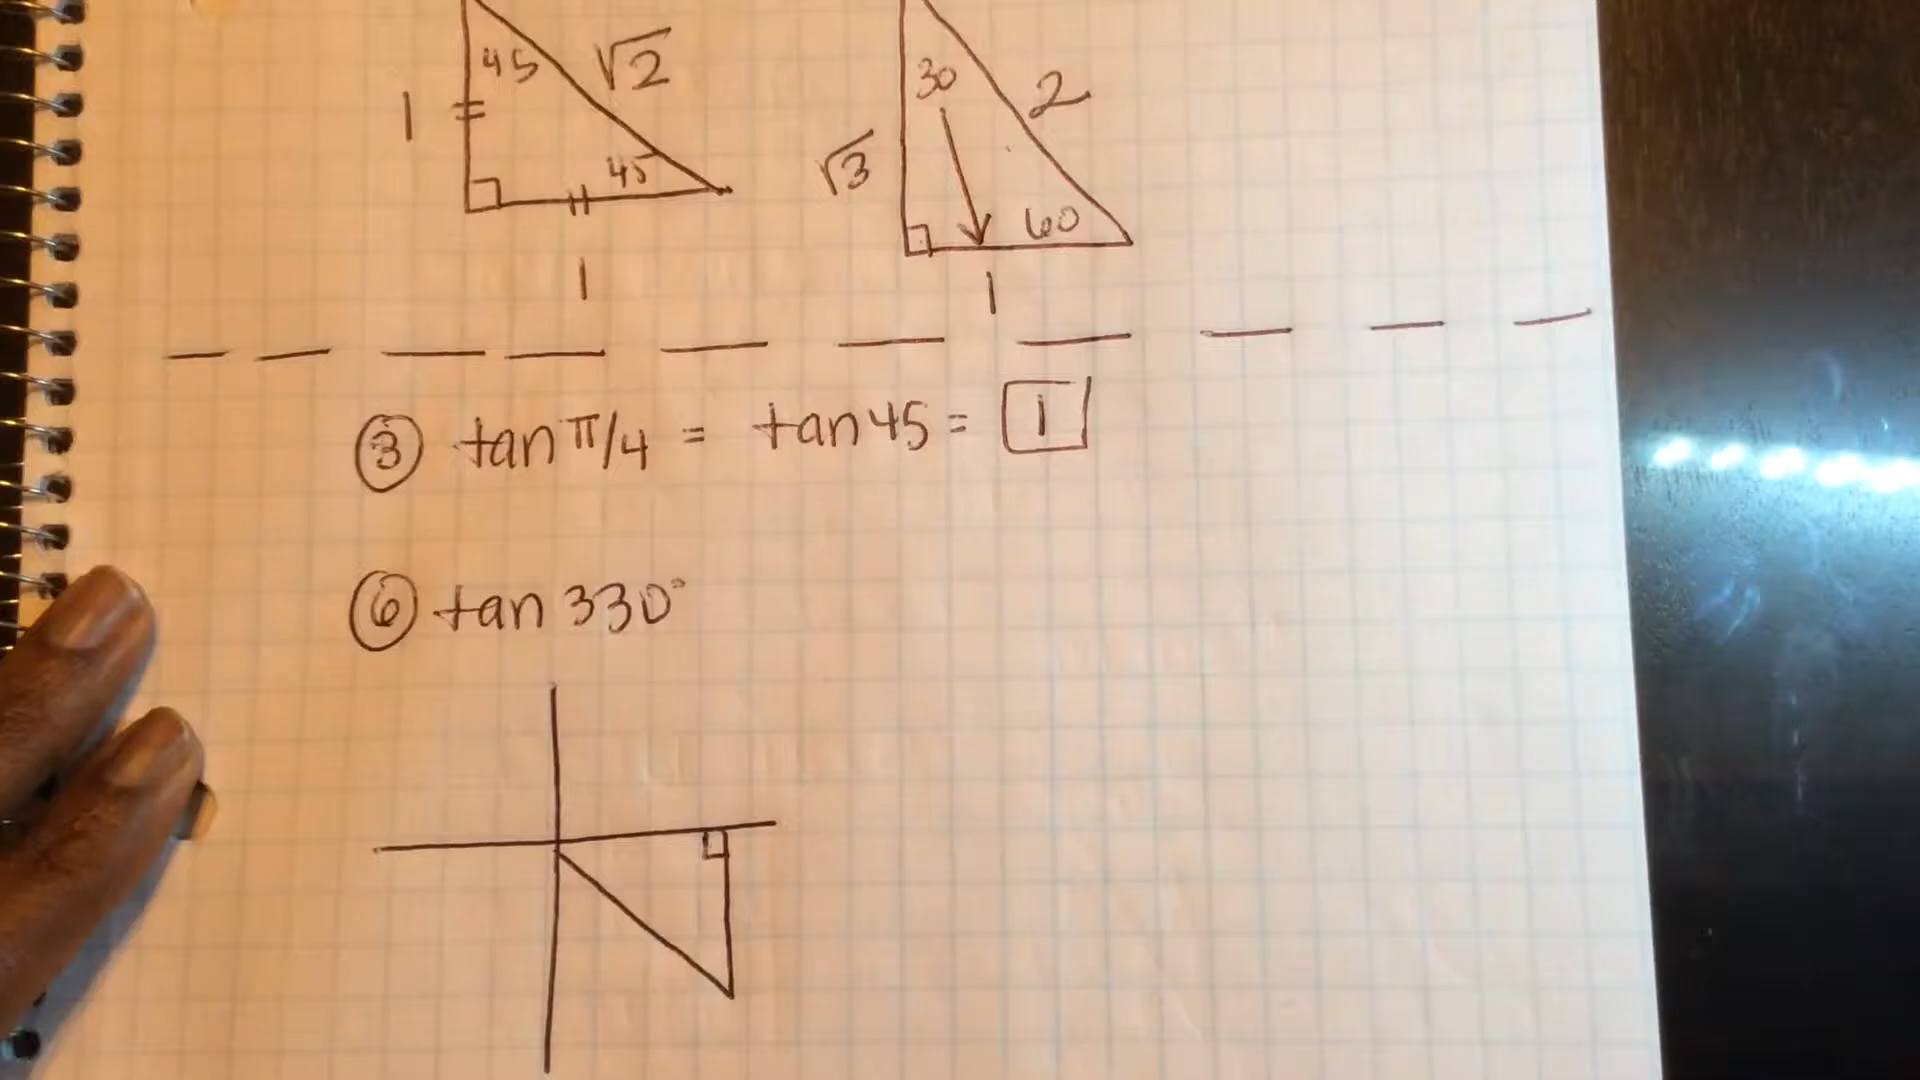 45 √2 30 2
1 √3
45 60
1 1
③ tan π/4 = tan 45 = 1
⑥ tan 330°